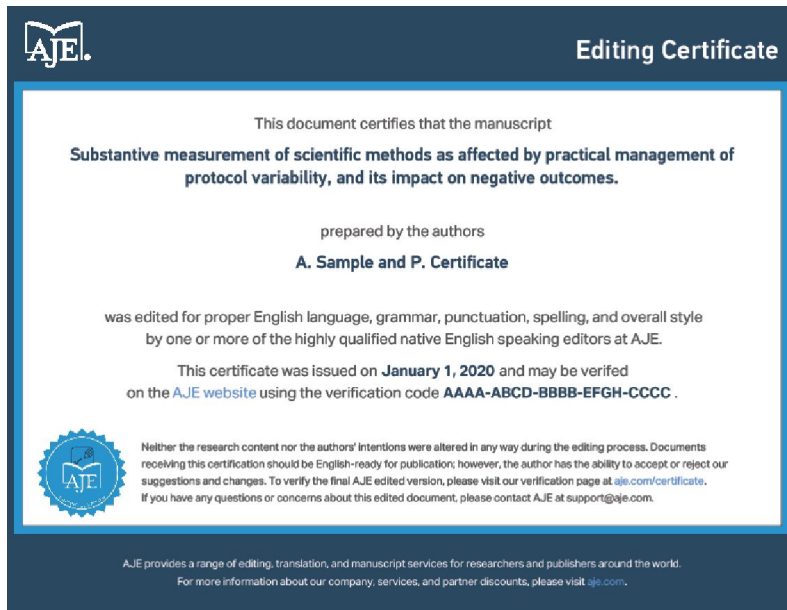 AJE.
Editing Certificate
This document certifies that the manuscript
Substantive measurement of scientific methods as affected by practical management of
protocol variability, and its impact on negative outcomes.
prepared by the authors
A. Sample and P. Certificate
was edited for proper English language, grammar, punctuation, spelling, and overall style
by one or more of the highly qualified native English speaking editors at AJE.
This certificate was issued on January 1, 2020 and may be verifed
on the AJE website using the verification code AAAA-ABCD-BBBB-EFGH-CCCC .
AJE
Neither the research content nor the authors' intentions were altered in any way during the editing process. Documents
receiving this certification should be English-ready for publication; however, the author has the ability to accept or reject our
suggestions and changes. To verify the final AJE edited version, please visit our verification page at aje.com/certificate.
If you have any questions or concerns about this edited document, please contact AJE at support@aje.com.
AJE provides a range of editing, translation, and manuscript services for researchers and publishers around the world.
For more information about our company, services, and partner discounts, please visit aje.com.